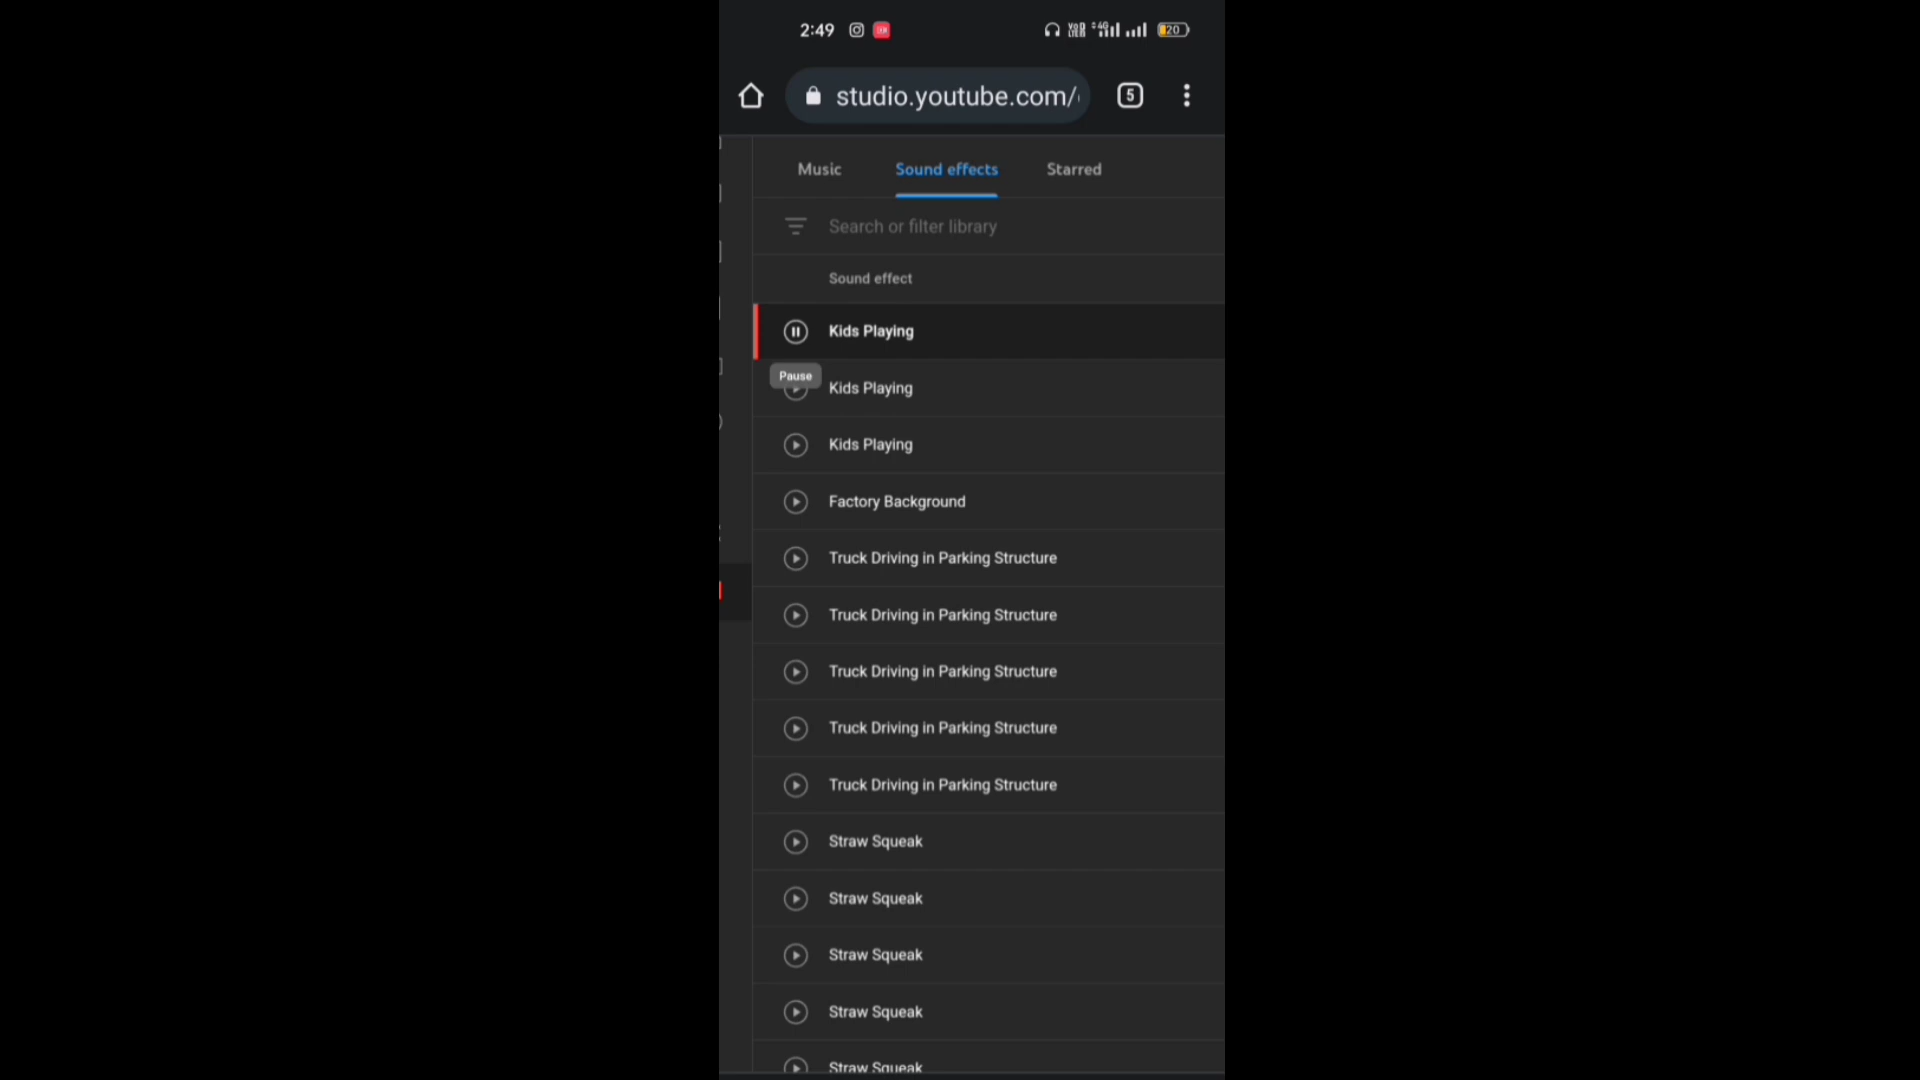 2:49
4G
20
studio.youtube.com/
5
Music
Sound effects
Starred
Search or filter library
Sound effect
Kids Playing
Pause
Kids Playing
Kids Playing
Factory Background
Truck Driving in Parking Structure
Truck Driving in Parking Structure
Truck Driving in Parking Structure
Truck Driving in Parking Structure
Truck Driving in Parking Structure
Straw Squeak
Straw Squeak
Straw Squeak
Straw Squeak
Straw Squeak